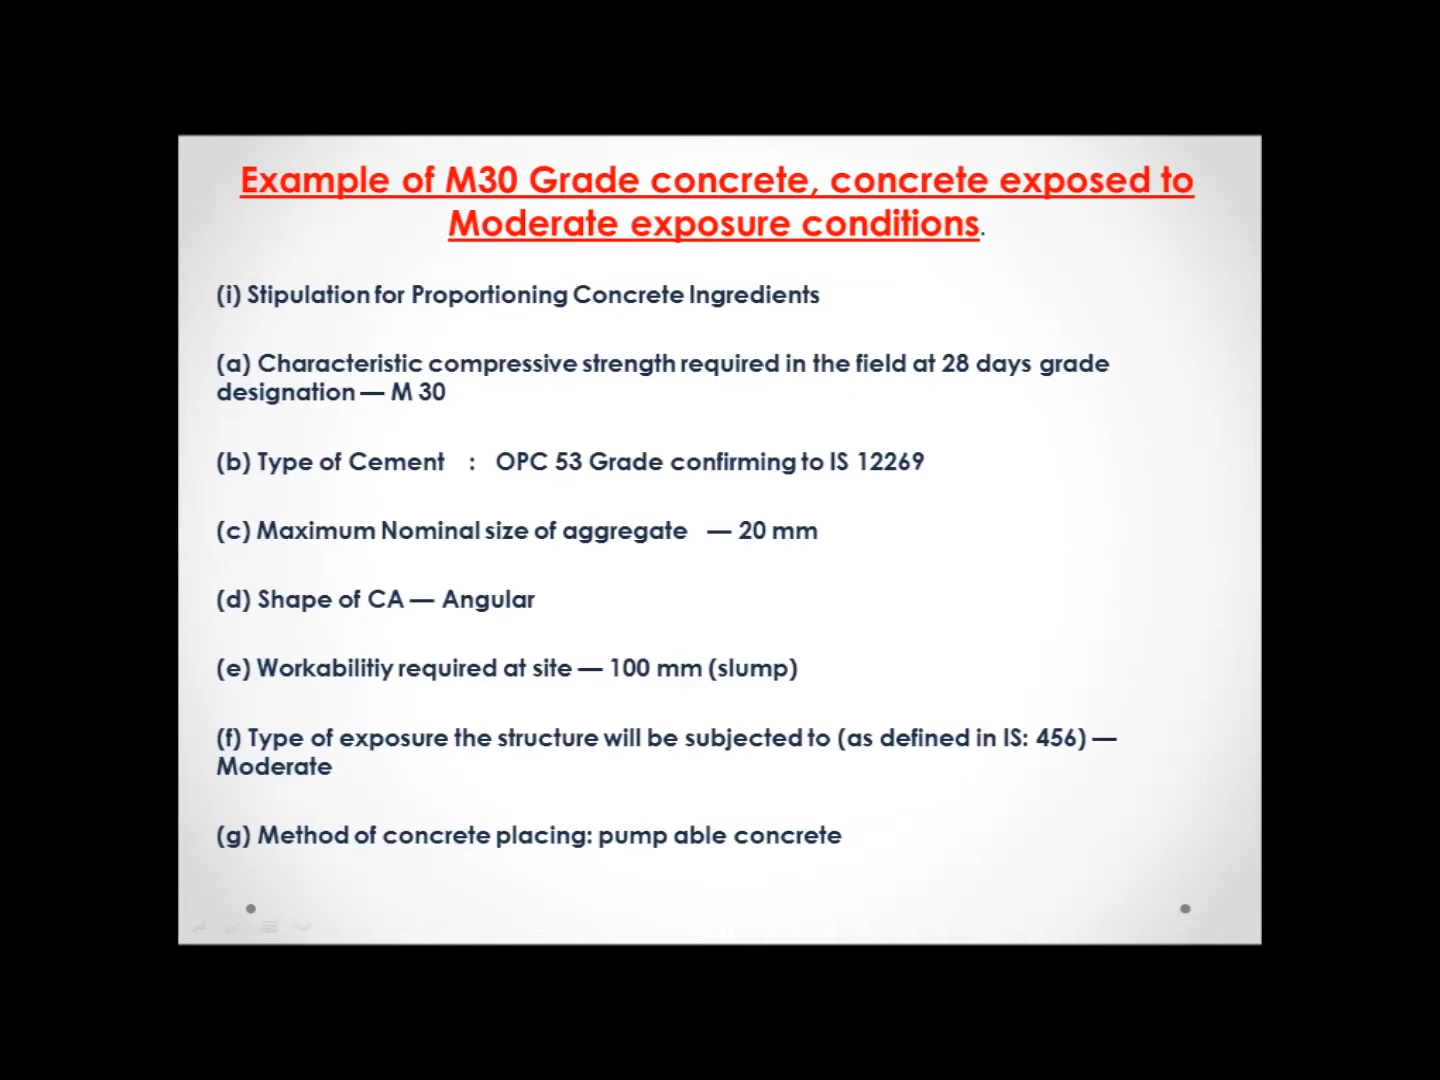 Example of M30 Grade concrete, concrete exposed to
Moderate exposure conditions.
(i) Stipulation for Proportioning Concrete Ingredients
(a) Characteristic compressive strength required in the field at 28 days grade
designation — M 30
(b) Type of Cement : OPC 53 Grade confirming to IS 12269
(c) Maximum Nominal size of aggregate — 20 mm
(d) Shape of CA — Angular
(e) Workabilitiy required at site — 100 mm (slump)
(f) Type of exposure the structure will be subjected to (as defined in IS: 456) —
Moderate
(g) Method of concrete placing: pump able concrete